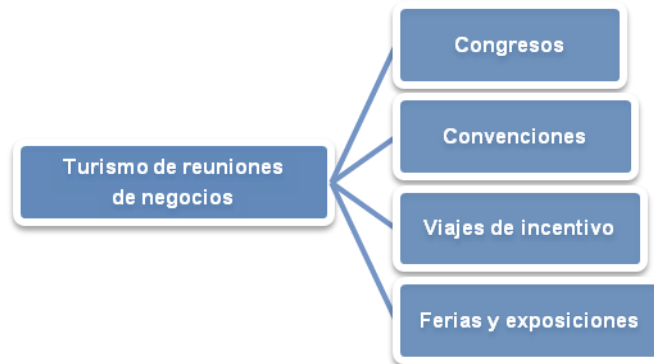 Congresos
Convenciones
Turismo de reuniones
de negocios
Viajes de incentivo
Ferias y exposiciones